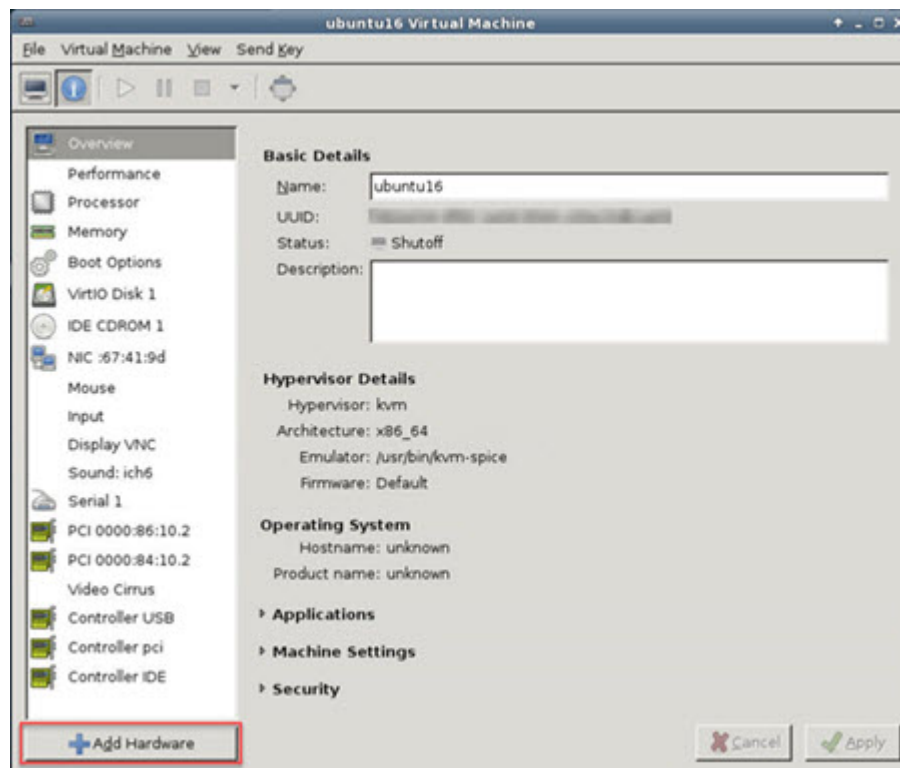 ubuntu16 Virtual Machine
File Virtual Machine View Send Key
Overview
Performance
Processor
Memory
Boot Options
VirtIO Disk 1
IDE CDROM 1
NIC :67:41:9d
Mouse
Input
Display VNC
Sound: ich6
Serial 1
PCI 0000:86:10.2
PCI 0000:84:10.2
Video Cirrus
Controller USB
Controller pci
Controller IDE
Add Hardware
Basic Details
Name: ubuntu16
UUID:
Status: Shutoff
Description:
Hypervisor Details
Hypervisor: kvm
Architecture: x86_64
Emulator: /usr/bin/kvm-spice
Firmware: Default
Operating System
Hostname: unknown
Product name: unknown
Applications
Machine Settings
Security
Cancel Apply